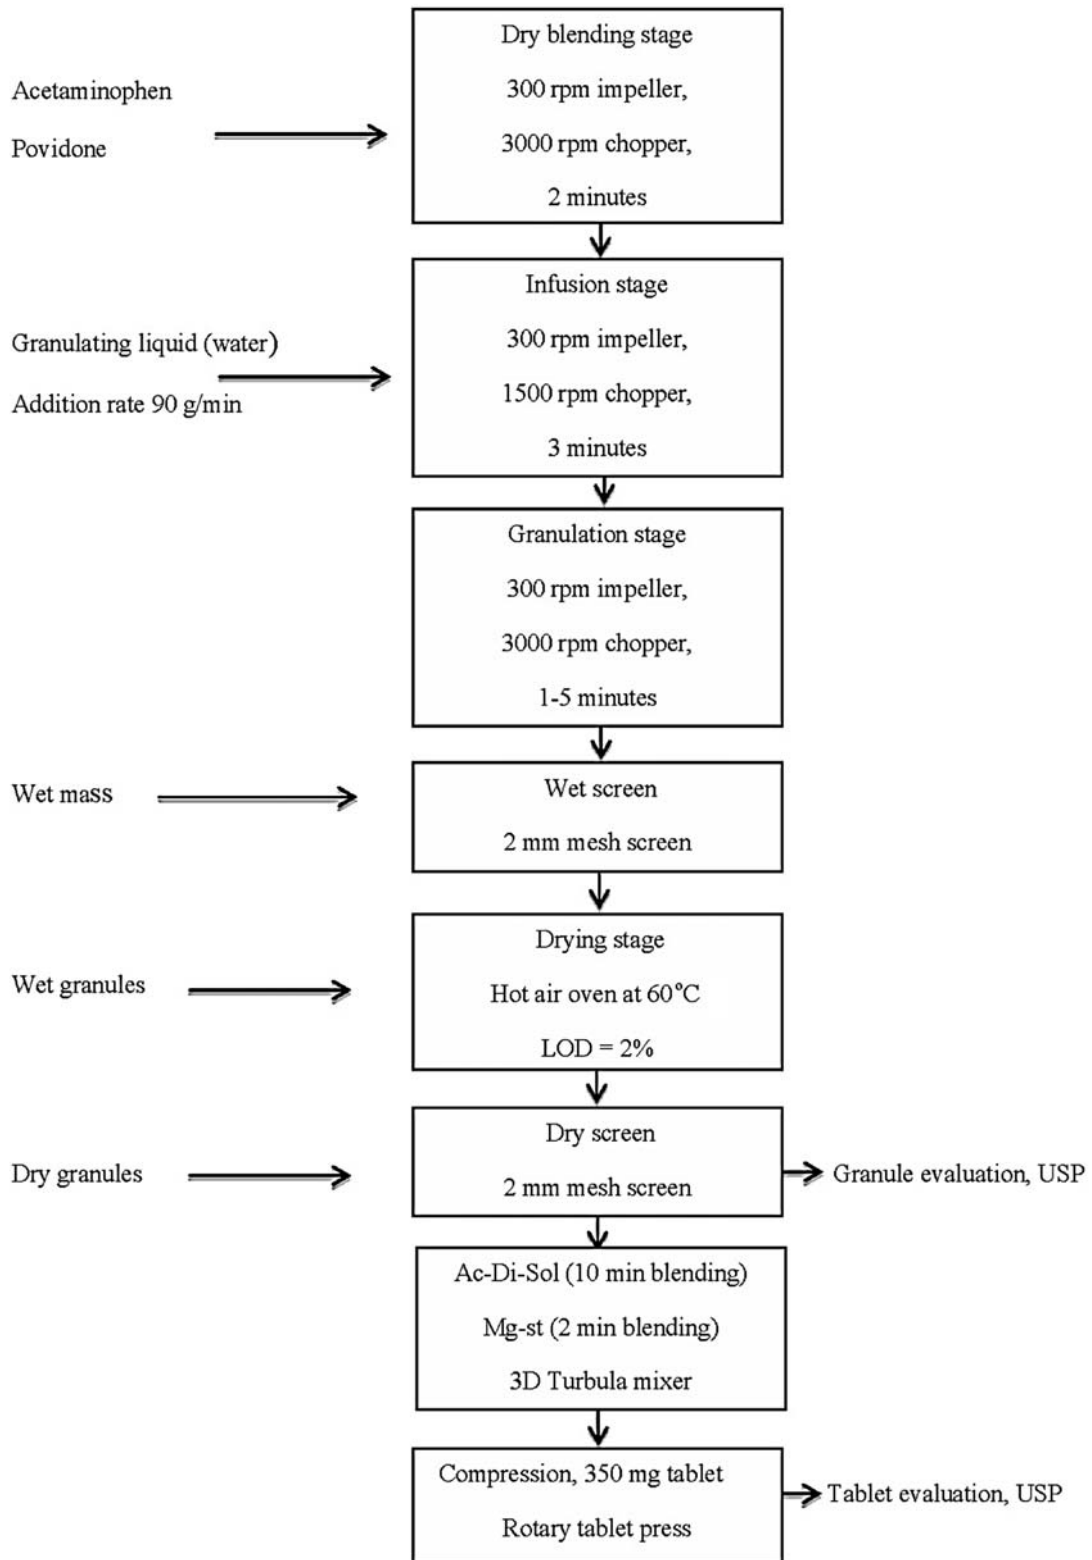 Acetaminophen
Povidone
Dry blending stage
300 rpm impeller,
3000 rpm chopper,
2 minutes
Granulating liquid (water)
Addition rate 90 g/min
Infusion stage
300 rpm impeller,
1500 rpm chopper,
3 minutes
Granulation stage
300 rpm impeller,
3000 rpm chopper,
1-5 minutes
Wet mass
Wet screen
2 mm mesh screen
Wet granules
Drying stage
Hot air oven at 60°C
LOD = 2%
Dry granules
Dry screen
2 mm mesh screen
Granule evaluation, USP
Ac-Di-Sol (10 min blending)
Mg-st (2 min blending)
3D Turbula mixer
Compression, 350 mg tablet
Rotary tablet press
Tablet evaluation, USP